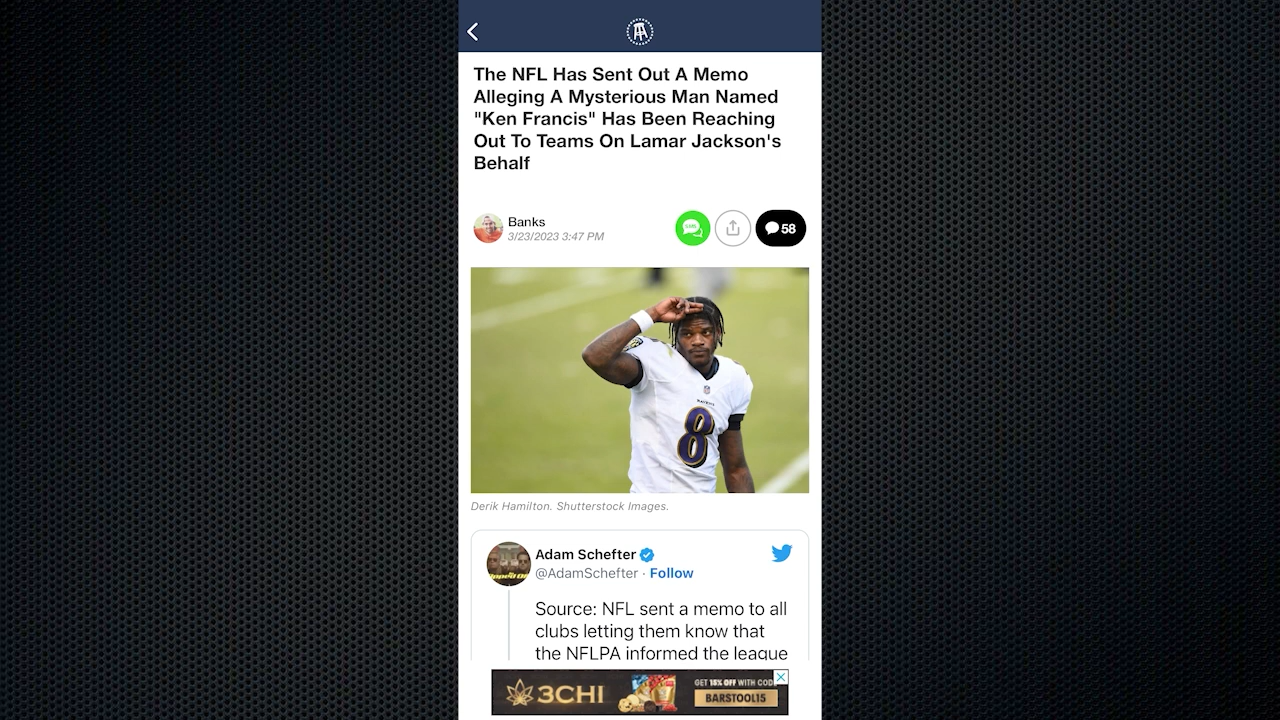 The NFL Has Sent Out A Memo
Alleging A Mysterious Man Named
"Ken Francis" Has Been Reaching
Out To Teams On Lamar Jackson's
Behalf
Banks
3/23/2023 3:47 PM
SMS
58
RAVENS
8
Derik Hamilton. Shutterstock Images.
Adam Schefter
@AdamSchefter · Follow
Source: NFL sent a memo to all
clubs letting them know that
the NFLPA informed the league
3CHI
GET 15% OFF WITH CODE
BARSTOOL15